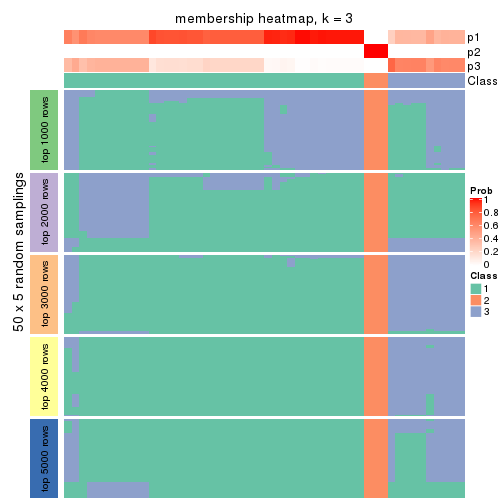 membership heatmap, k = 3
p1
p2
p3
Class
50 x 5 random samplings
top 1000 rows
top 2000 rows
top 3000 rows
top 4000 rows
top 5000 rows
Prob
1
0.8
0.6
0.4
0.2
0
Class
1
2
3